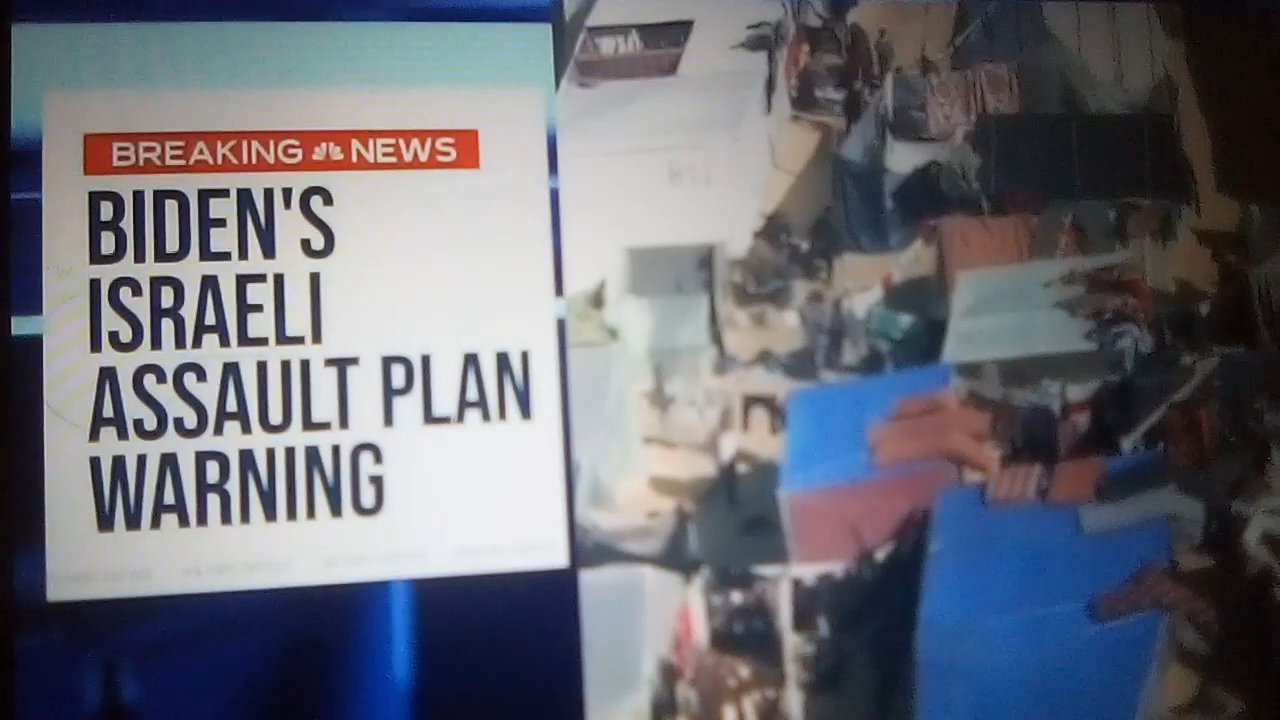 BREAKING NEWS
BIDEN'S
ISRAELI
ASSAULT PLAN
WARNING